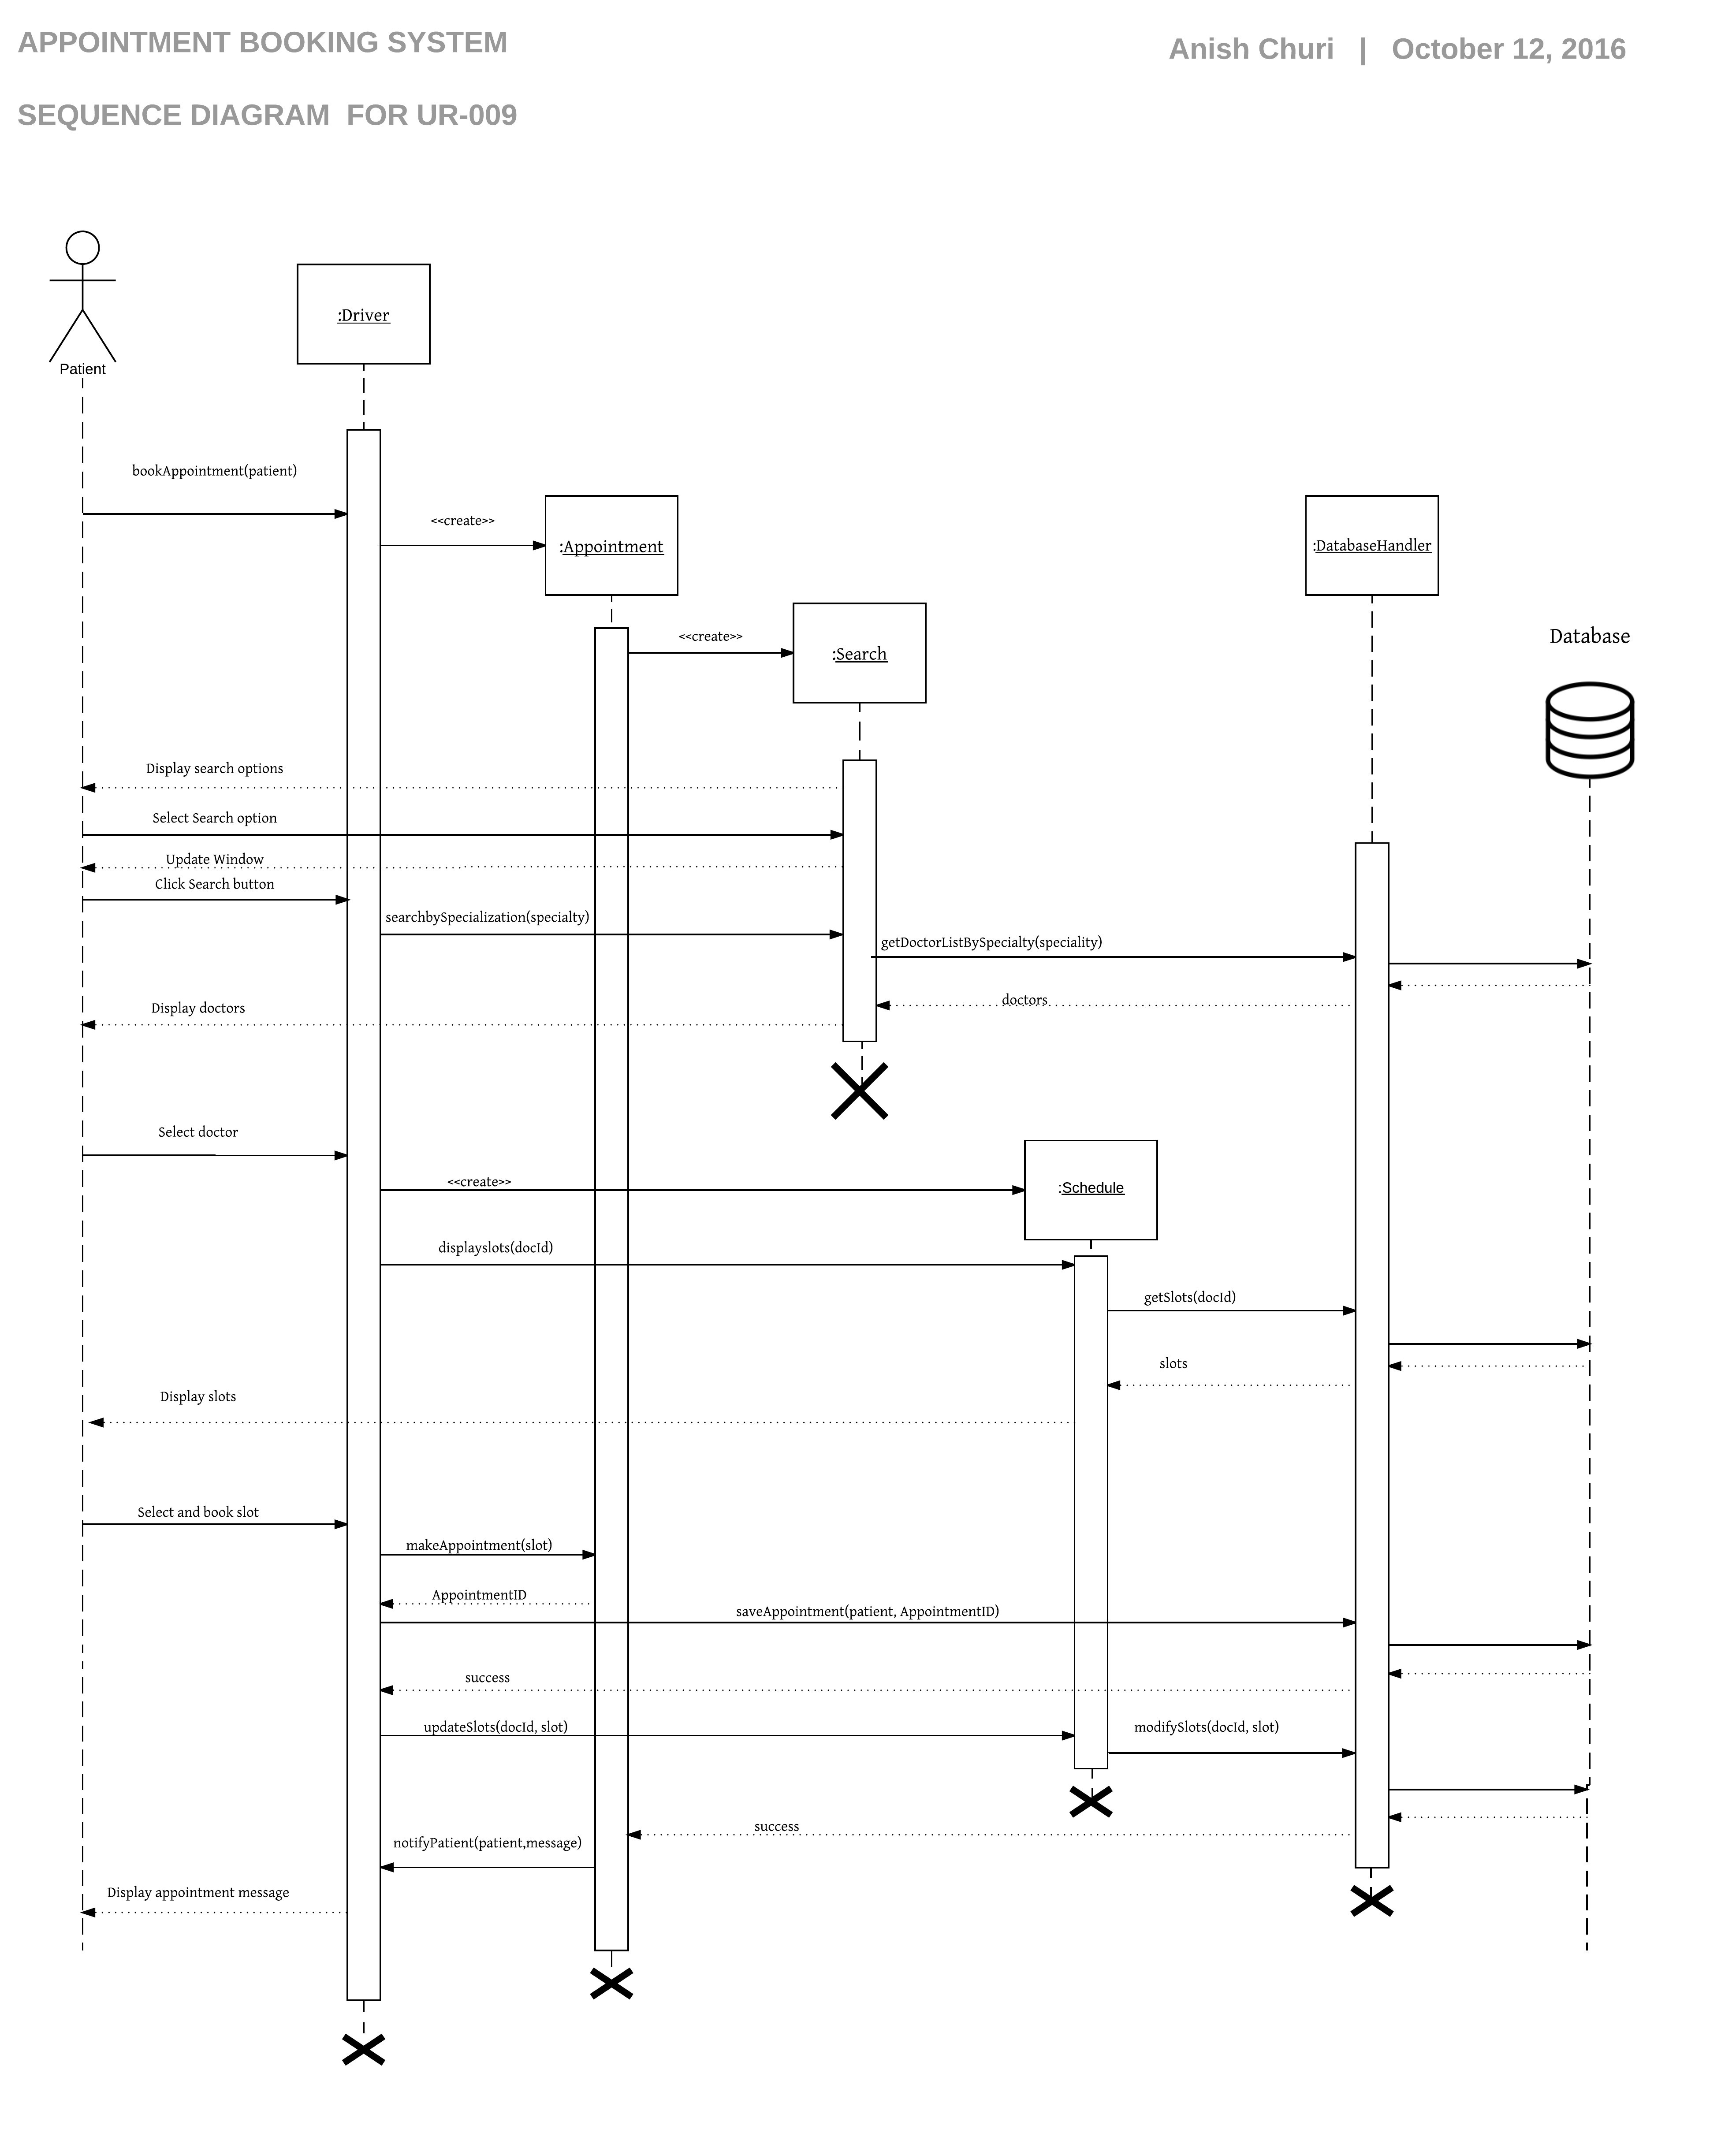 APPOINTMENT BOOKING SYSTEM
Anish Churi | October 12, 2016
SEQUENCE DIAGRAM FOR UR-009
:Driver
Patient
bookAppointment(patient)
<<create>>
:Appointment
:DatabaseHandler
<<create>>
Database
:Search
Display search options
Select Search option
Update Window
Click Search button
searchbySpecialization(specialty)
getDoctorListBySpecialty(speciality)
doctors
Display doctors
Select doctor
<<create>>
:Schedule
displayslots(docId)
getSlots(docId)
slots
Display slots
Select and book slot
makeAppointment(slot)
AppointmentID
saveAppointment(patient, AppointmentID)
success
updateSlots(docId, slot)
modifySlots(docId, slot)
success
notifyPatient(patient,message)
Display appointment message